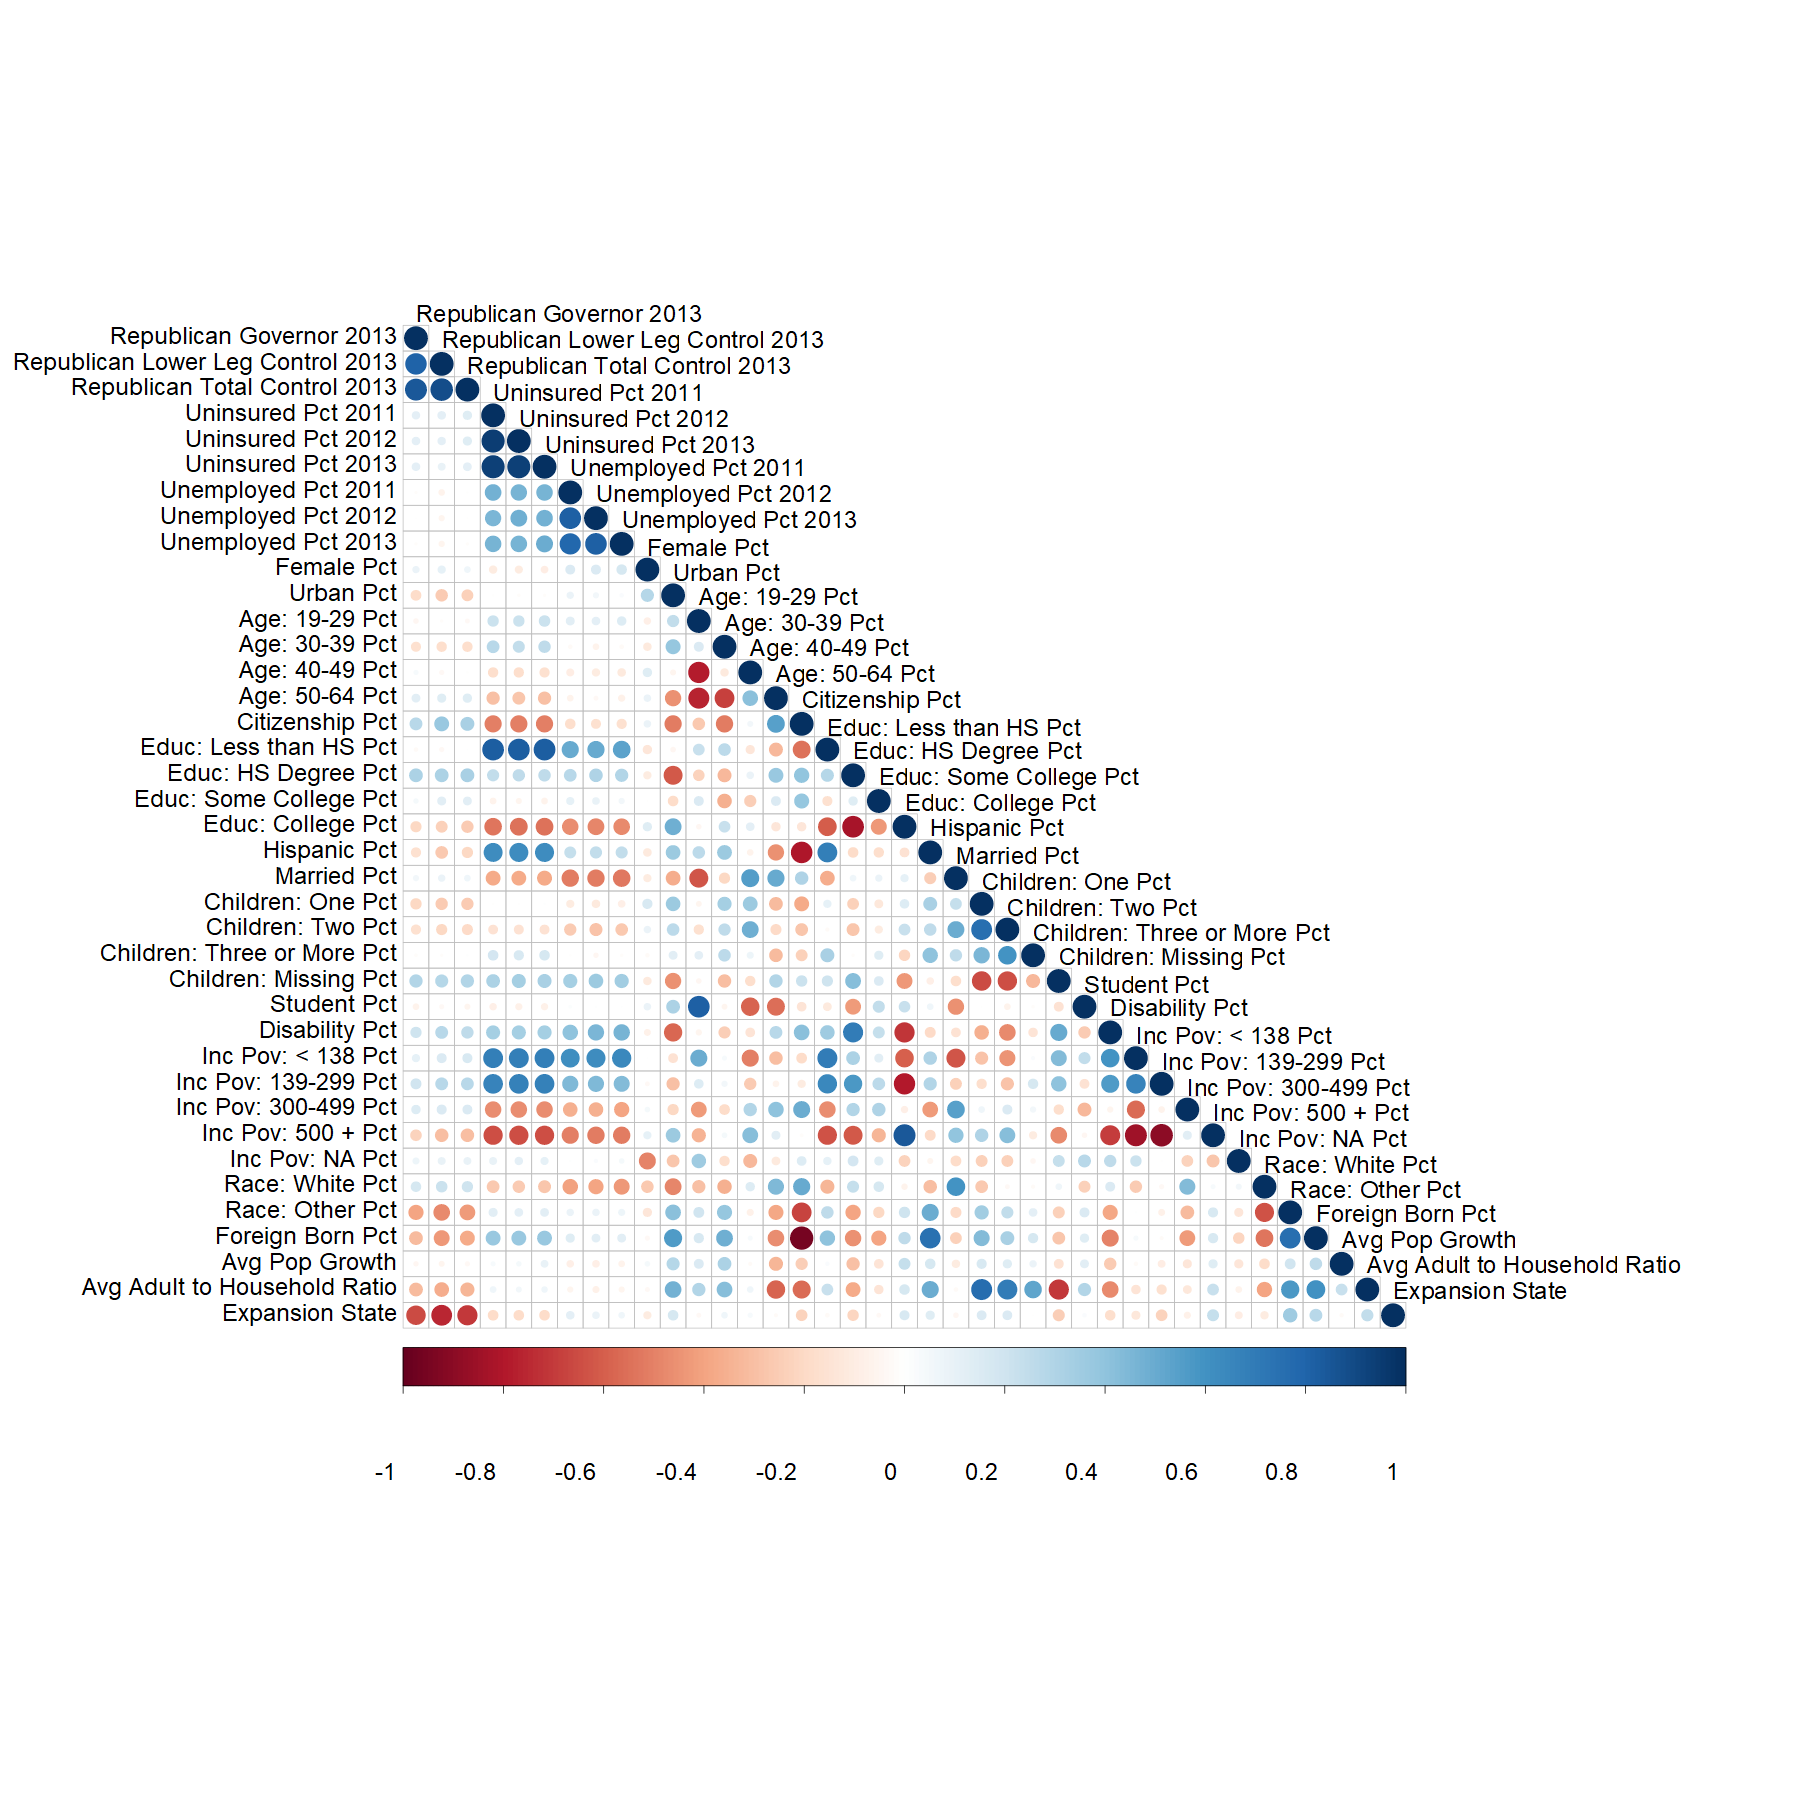 Republican Governor 2013
Republican Governor 2013
Republican Lower Leg Control 2013
Republican Lower Leg Control 2013
Republican Total Control 2013
Republican Total Control 2013
Uninsured Pct 2011
Uninsured Pct 2011
Uninsured Pct 2012
Uninsured Pct 2012
Uninsured Pct 2013
Uninsured Pct 2013
Unemployed Pct 2011
Unemployed Pct 2011
Unemployed Pct 2012
Unemployed Pct 2012
Unemployed Pct 2013
Unemployed Pct 2013
Female Pct
Female Pct
Urban Pct
Urban Pct
Age: 19-29 Pct
Age: 19-29 Pct
Age: 30-39 Pct
Age: 30-39 Pct
Age: 40-49 Pct
Age: 40-49 Pct
Age: 50-64 Pct
Age: 50-64 Pct
Citizenship Pct
Citizenship Pct
Educ: Less than HS Pct
Educ: Less than HS Pct
Educ: HS Degree Pct
Educ: HS Degree Pct
Educ: Some College Pct
Educ: Some College Pct
Educ: College Pct
Educ: College Pct
Hispanic Pct
Hispanic Pct
Married Pct
Married Pct
Children: One Pct
Children: One Pct
Children: Two Pct
Children: Two Pct
Children: Three or More Pct
Children: Three or More Pct
Children: Missing Pct
Children: Missing Pct
Student Pct
Student Pct
Disability Pct
Disability Pct
Inc Pov: < 138 Pct
Inc Pov: < 138 Pct
Inc Pov: 139-299 Pct
Inc Pov: 139-299 Pct
Inc Pov: 300-499 Pct
Inc Pov: 300-499 Pct
Inc Pov: 500 + Pct
Inc Pov: 500 + Pct
Inc Pov: NA Pct
Inc Pov: NA Pct
Race: White Pct
Race: White Pct
Race: Other Pct
Race: Other Pct
Foreign Born Pct
Foreign Born Pct
Avg Pop Growth
Avg Pop Growth
Avg Adult to Household Ratio
Avg Adult to Household Ratio
Expansion State
Expansion State
-1 -0.8 -0.6 -0.4 -0.2 0 0.2 0.4 0.6 0.8 1